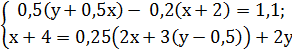 { 0,5(y + 0,5x) − 0,2(x + 2) = 1,1;
x + 4 = 0,25(2x + 3(y − 0,5)) + 2y